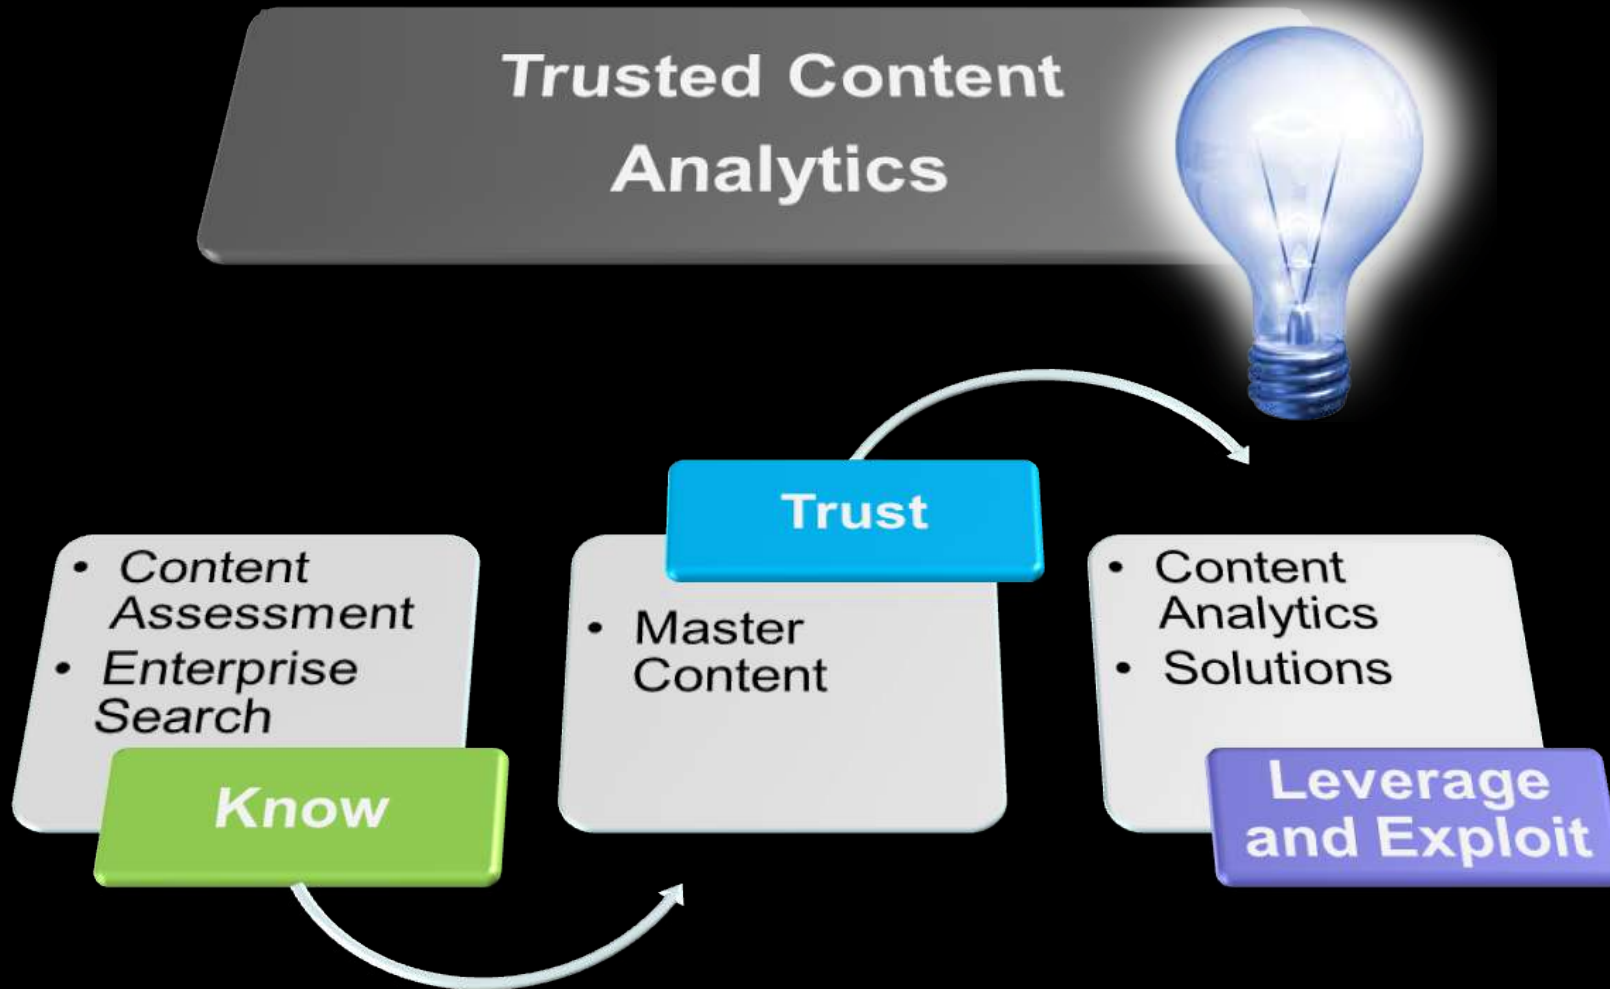 Trusted Content
Analytics
• Content
Assessment
• Enterprise
Search
Know
Trust
• Master
Content
• Content
Analytics
• Solutions
Leverage
and Exploit